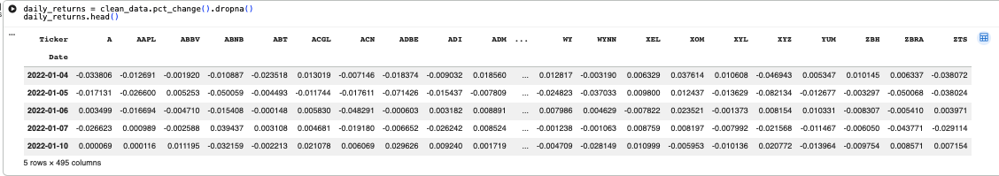 daily_returns = clean_data.pct_change().dropna()
daily_returns.head()
...
Ticker A AAPL ABBV ABNB ABT ACGL ACN ADBE ADI ADM ... WY WYNN XEL XOM XYL XYZ YUM ZBH ZBRA ZTS
Date
2022-01-04 -0.033806 -0.012691 -0.001920 -0.010887 -0.023518 0.013019 -0.007146 -0.018374 -0.009032 0.018560 ... 0.012817 -0.003190 0.006329 0.037614 0.010608 -0.046943 0.005347 0.010145 0.006337 -0.038072
2022-01-05 -0.017131 -0.026600 0.005253 -0.050059 -0.004493 -0.011744 -0.017611 -0.071426 -0.015437 -0.007809 ... -0.024823 -0.037033 0.009800 0.012437 -0.013629 -0.082134 -0.012677 -0.003297 -0.050068 -0.038024
2022-01-06 0.003499 -0.016694 -0.004710 -0.015408 -0.000148 0.005830 -0.048291 -0.000603 0.003182 0.008891 ... 0.007986 0.004629 -0.007822 0.023521 -0.001373 0.008154 0.010331 -0.008307 -0.005410 0.003971
2022-01-07 -0.026623 0.000989 -0.002588 0.039437 0.003108 0.004681 -0.019180 -0.006652 -0.026242 0.008524 ... -0.001238 -0.001063 0.008759 0.008197 -0.007992 -0.021568 -0.011467 -0.006050 -0.043771 -0.029114
2022-01-10 0.000069 0.000116 0.011195 -0.032159 -0.002213 0.021078 0.006069 0.029626 0.009240 0.001719 ... -0.004709 -0.028149 0.010999 -0.005953 -0.010136 0.020772 -0.013964 -0.009754 0.008571 0.007154
5 rows × 495 columns